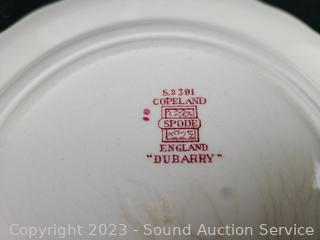 S.2391
COPELAND
SPODE
ENGLAND
"DUBARRY"
Copyright 2023 - Sound Auction Service